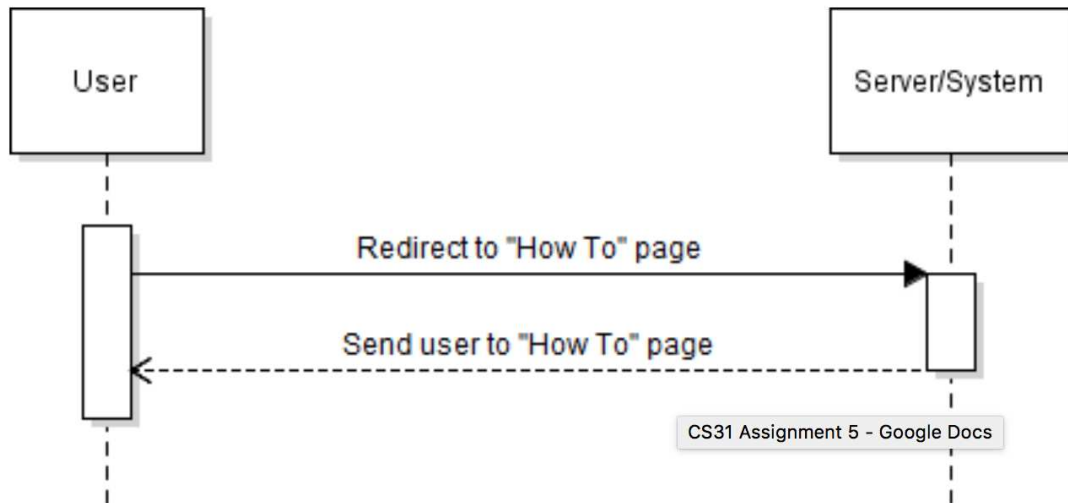 User
Server/System
Redirect to "How To" page
Send user to "How To" page
CS31 Assignment 5 - Google Docs